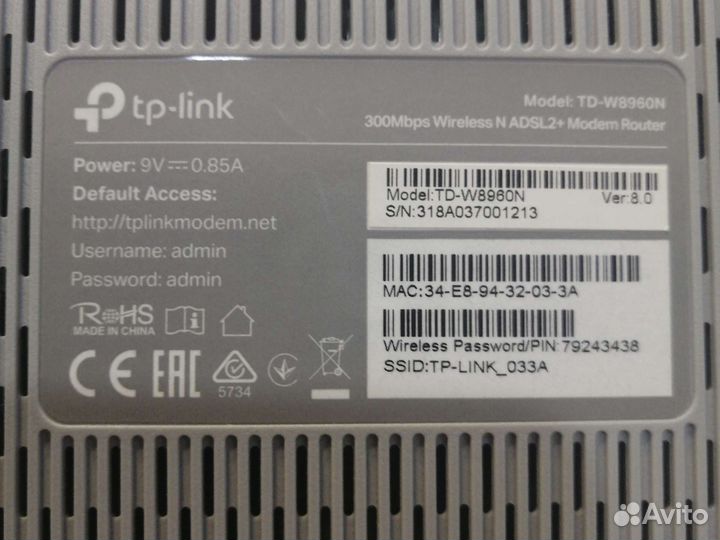 tp-link
Model: TD-W8960N
300Mbps Wireless N ADSL2+ Modem Router
Power: 9V⎓0.85A
Default Access:
http://tplinkmodem.net
Username: admin
Password: admin
RoHS
MADE IN CHINA
CE EAC
5734
Model:TD-W8960N Ver:8.0
S/N:318A037001213
MAC:34-E8-94-32-03-3A
Wireless Password/PIN:79243438
SSID:TP-LINK_033A
Avito